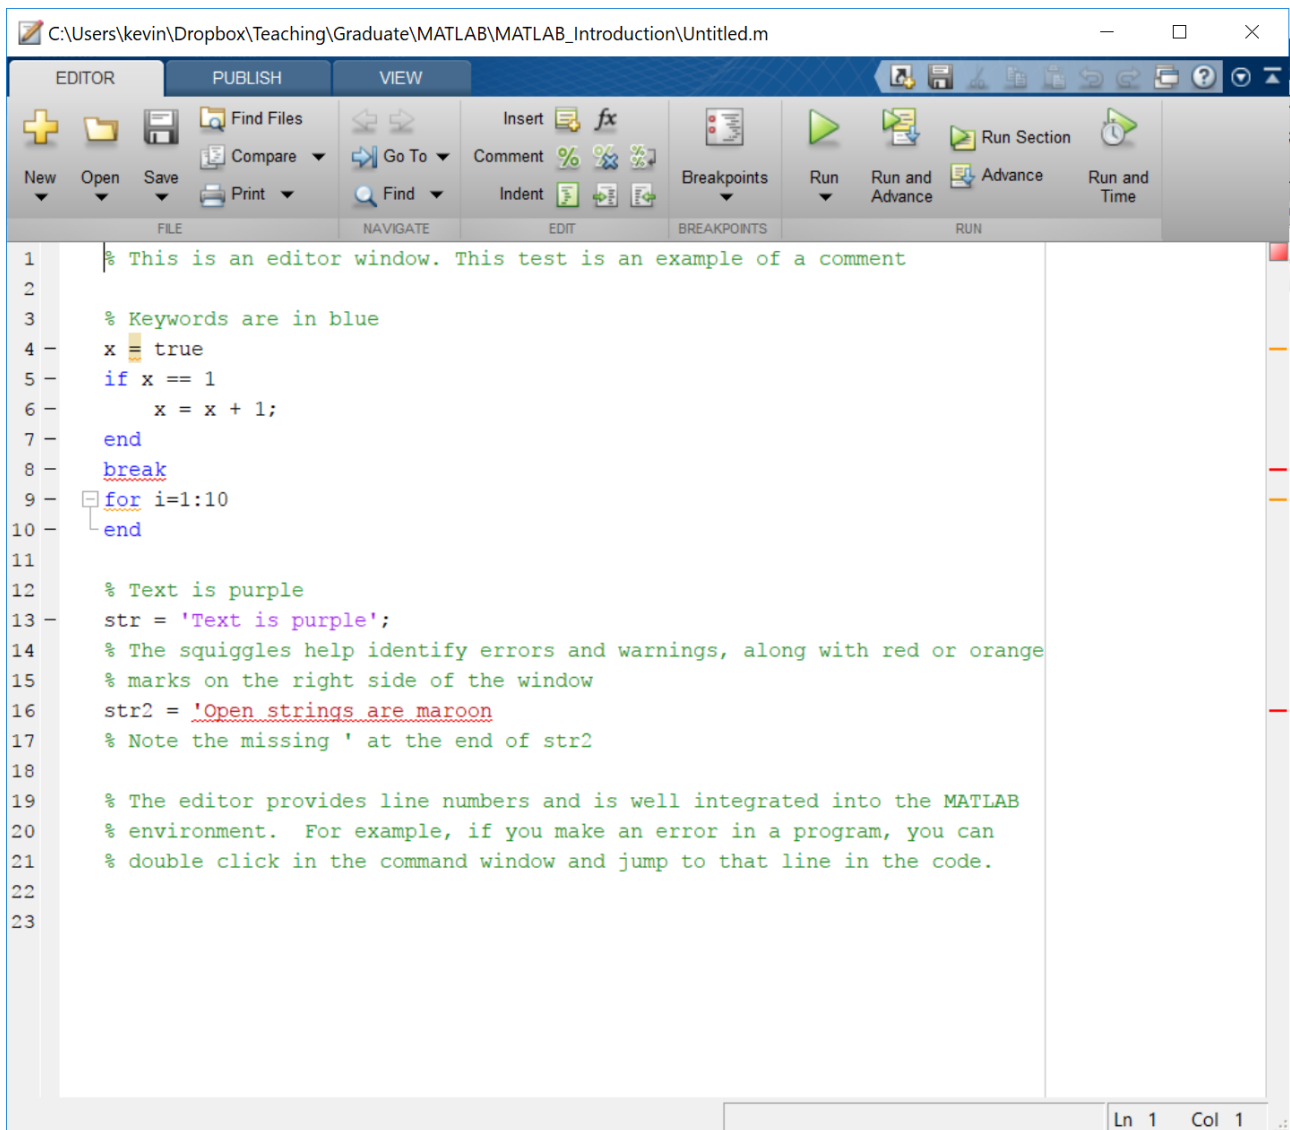 C:\Users\kevin\Dropbox\Teaching\Graduate\MATLAB\MATLAB_Introduction\Untitled.m
EDITOR PUBLISH VIEW
New Open Save
Find Files
Compare
Print
FILE
Go To
Find
NAVIGATE
Insert fx
Comment
Indent
EDIT
Breakpoints
BREAKPOINTS
Run
Run and Advance
Run Section
Advance
Run and Time
RUN
1 % This is an editor window. This test is an example of a comment
2
3 % Keywords are in blue
4 – x = true
5 – if x == 1
6 –     x = x + 1;
7 – end
8 – break
9 – for i=1:10
10 – end
11
12 % Text is purple
13 – str = 'Text is purple';
14 % The squiggles help identify errors and warnings, along with red or orange
15 % marks on the right side of the window
16 str2 = 'Open strings are maroon
17 % Note the missing ' at the end of str2
18
19 % The editor provides line numbers and is well integrated into the MATLAB
20 % environment.  For example, if you make an error in a program, you can
21 % double click in the command window and jump to that line in the code.
22
23
Ln 1 Col 1